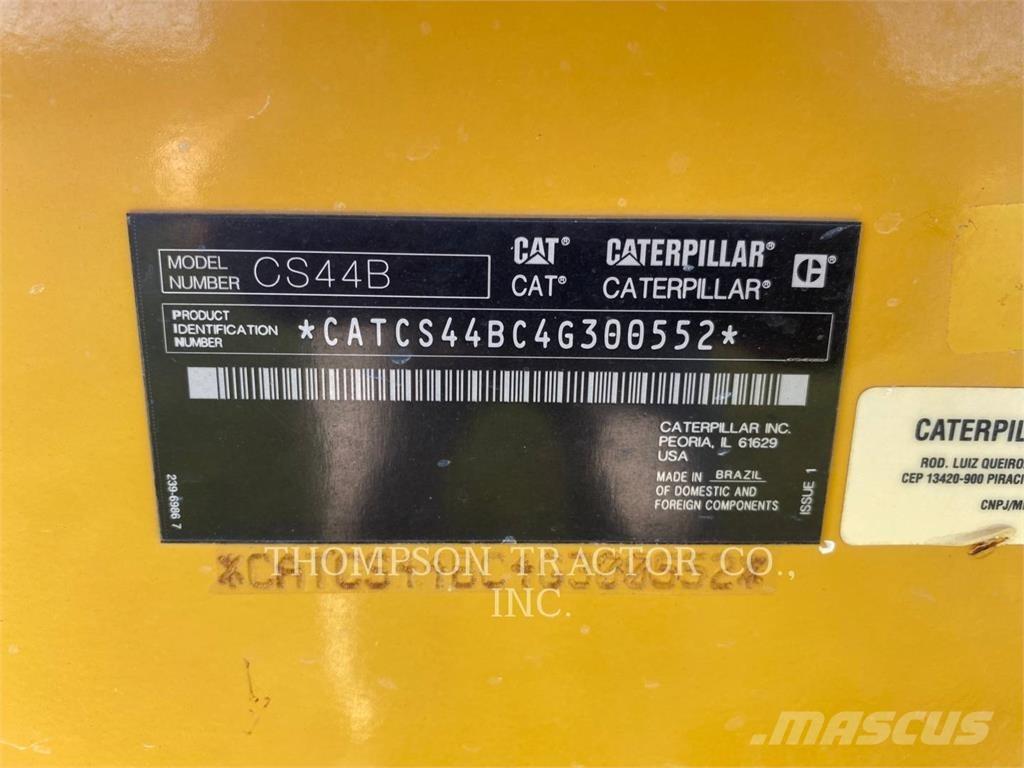 MODEL NUMBER CS44B
CAT® CATERPILLAR®
CAT® CATERPILLAR®
PRODUCT IDENTIFICATION NUMBER *CATCS44BC4G300552*
CATERPILLAR INC.
PEORIA, IL 61629
USA
MADE IN BRAZIL
OF DOMESTIC AND
FOREIGN COMPONENTS
ISSUE 1
239-6986 7
CATERPIL
ROD. LUIZ QUEIRO
CEP 13420-900 PIRACI
CNPJ/M
*CATCS44BC4G300552*
THOMPSON TRACTOR CO.,
INC.
MASCUS